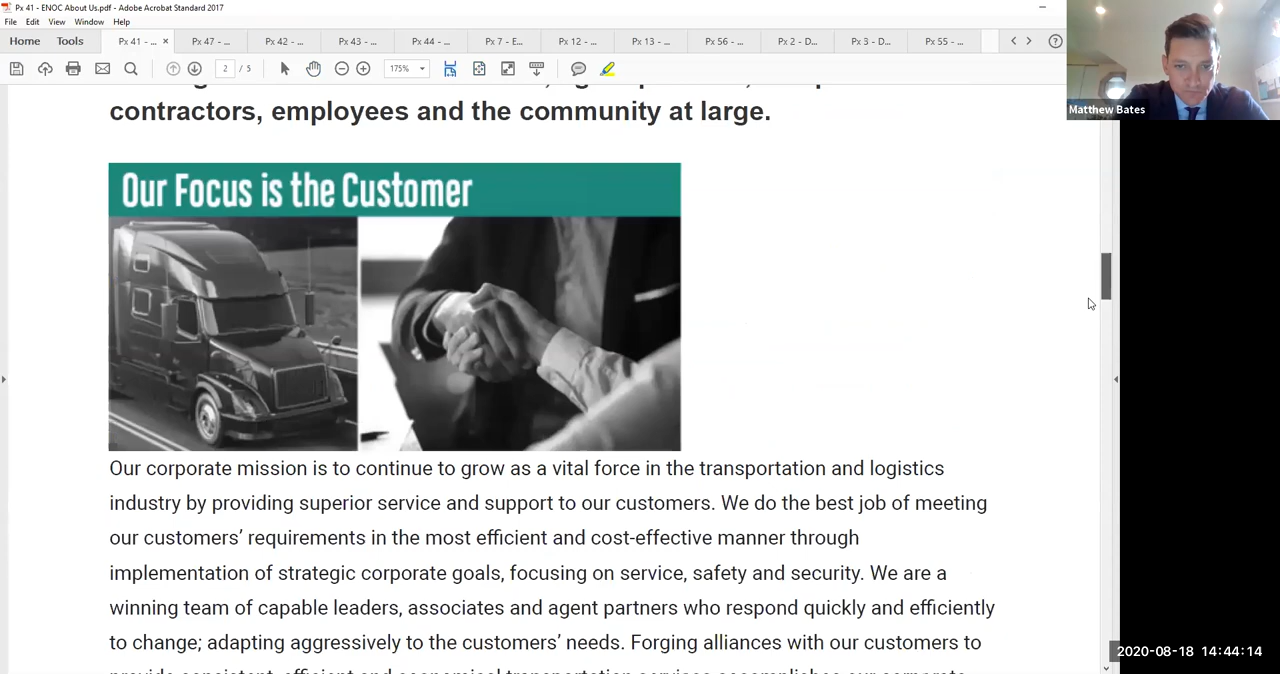 Px 41 - ENOC About Us.pdf - Adobe Acrobat Standard 2017
File Edit View Window Help
Home Tools Px 41 - ... × Px 47 - ... Px 42 - ... Px 43 - ... Px 44 - ... Px 7 - E... Px 12 - ... Px 13 - ... Px 56 - ... Px 2 - D... Px 3 - D... Px 55 - ...
2 / 5 175%
Matthew Bates
contractors, employees and the community at large.
Our Focus is the Customer
Our corporate mission is to continue to grow as a vital force in the transportation and logistics
industry by providing superior service and support to our customers. We do the best job of meeting
our customers’ requirements in the most efficient and cost-effective manner through
implementation of strategic corporate goals, focusing on service, safety and security. We are a
winning team of capable leaders, associates and agent partners who respond quickly and efficiently
to change; adapting aggressively to the customers’ needs. Forging alliances with our customers to
2020-08-18 14:44:14